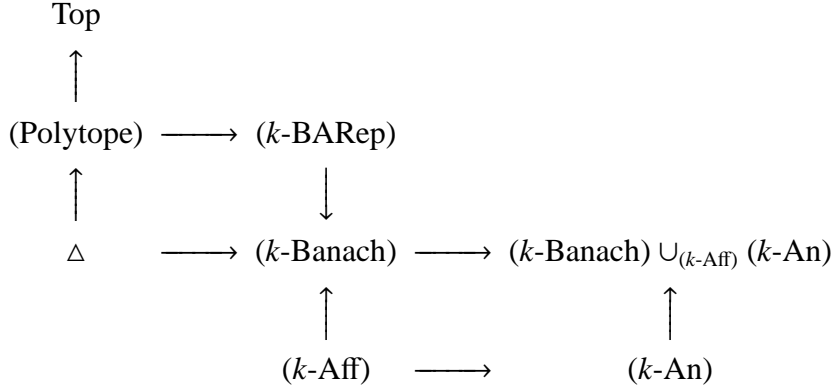 Top
(Polytope) (k-BARep)
△ (k-Banach) (k-Banach) ∪(k-Aff) (k-An)
(k-Aff) (k-An)